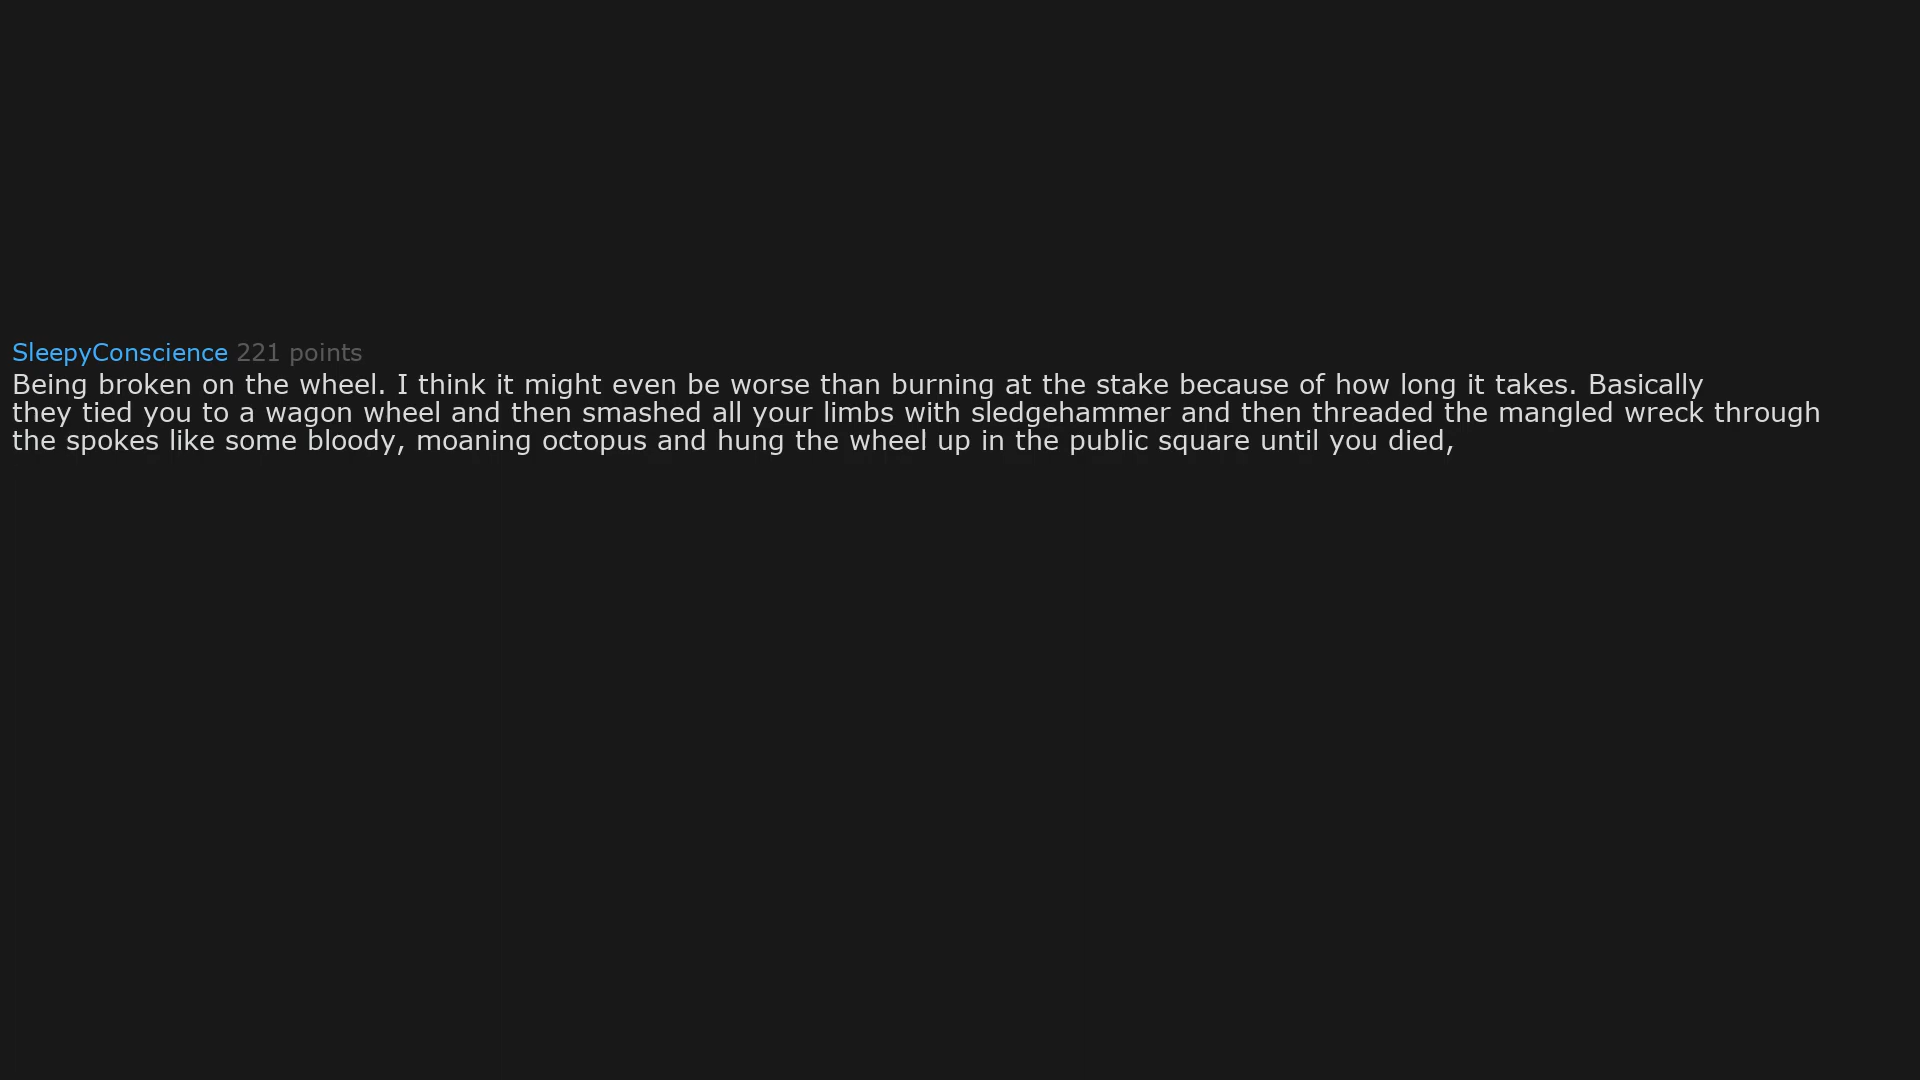 SleepyConscience 221 points
Being broken on the wheel. I think it might even be worse than burning at the stake because of how long it takes. Basically
they tied you to a wagon wheel and then smashed all your limbs with sledgehammer and then threaded the mangled wreck through
the spokes like some bloody, moaning octopus and hung the wheel up in the public square until you died,